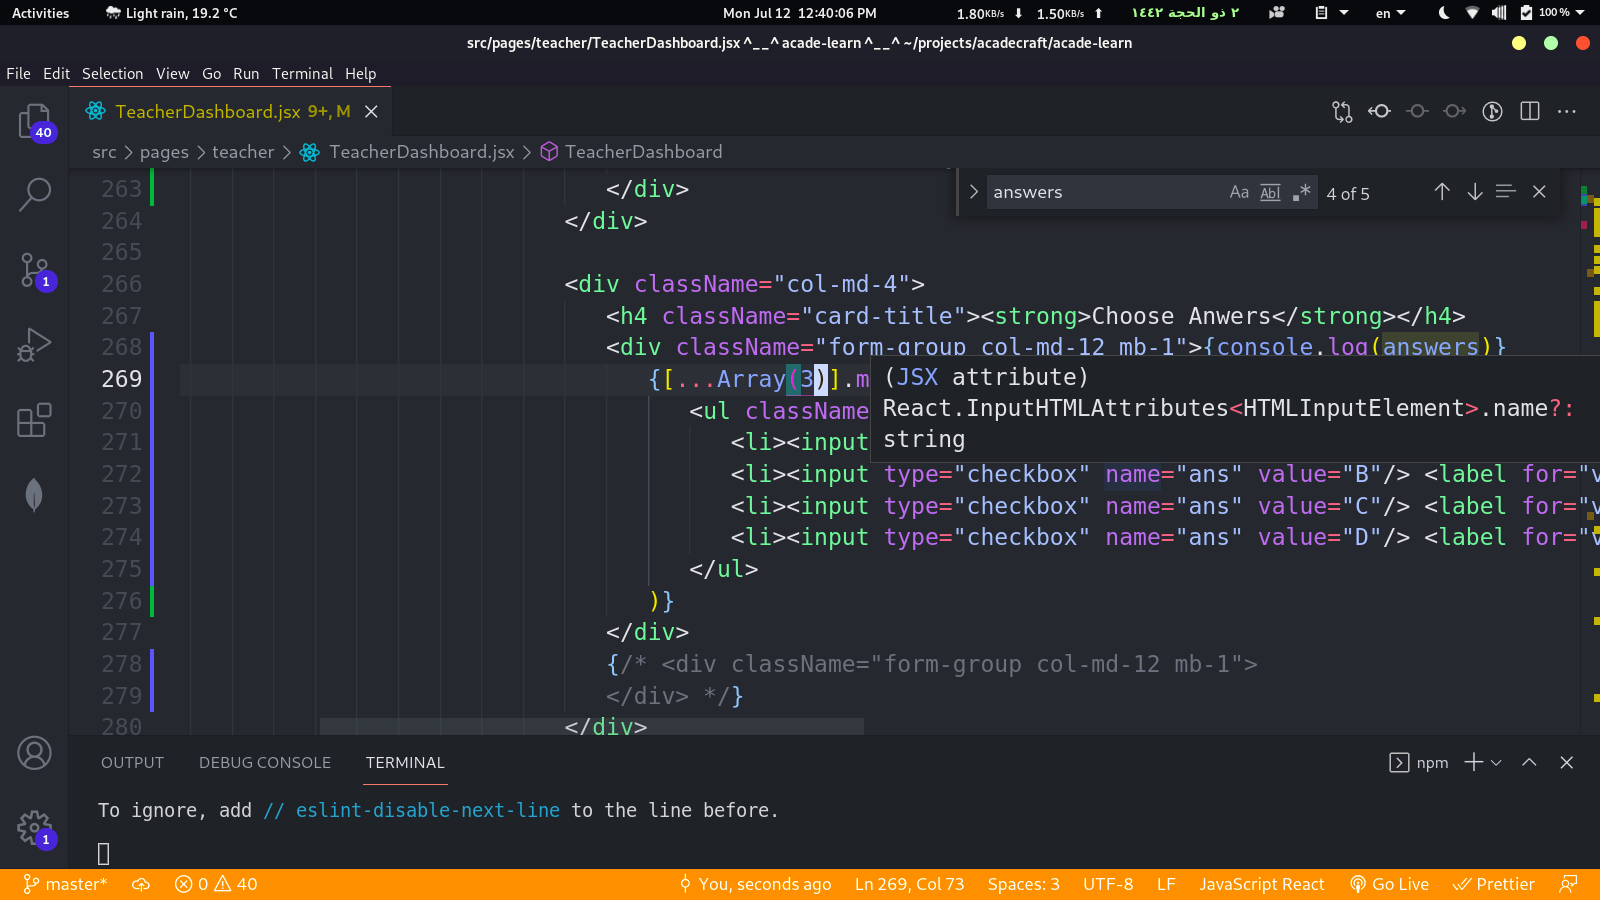 Activities
Light rain, 19.2 °C
Mon Jul 12 12:40:06 PM
1.80KB/s 1.50KB/s
٢ ذو الحجة ١٤٤٢
en
100 %
src/pages/teacher/TeacherDashboard.jsx ^__^ acade-learn ^__^ ~/projects/acadecraft/acade-learn
File Edit Selection View Go Run Terminal Help
TeacherDashboard.jsx 9+, M
src > pages > teacher > TeacherDashboard.jsx > TeacherDashboard
answers
Aa Abl .* 4 of 5
40
1
1
263 </div>
264 </div>
265
266 <div className="col-md-4">
267 <h4 className="card-title"><strong>Choose Anwers</strong></h4>
268 <div className="form-group col-md-12 mb-1">{console.log(answers)}
269 {[...Array(3)].m
270 <ul className
271 <li><input
272 <li><input type="checkbox" name="ans" value="B"/> <label for="v
273 <li><input type="checkbox" name="ans" value="C"/> <label for="v
274 <li><input type="checkbox" name="ans" value="D"/> <label for="v
275 </ul>
276 )}
277 </div>
278 {/* <div className="form-group col-md-12 mb-1">
279 </div> */}
280 </div>
(JSX attribute)
React.InputHTMLAttributes<HTMLInputElement>.name?:
string
OUTPUT DEBUG CONSOLE TERMINAL
npm
To ignore, add // eslint-disable-next-line to the line before.
master* 0 40
You, seconds ago Ln 269, Col 73 Spaces: 3 UTF-8 LF JavaScript React Go Live Prettier